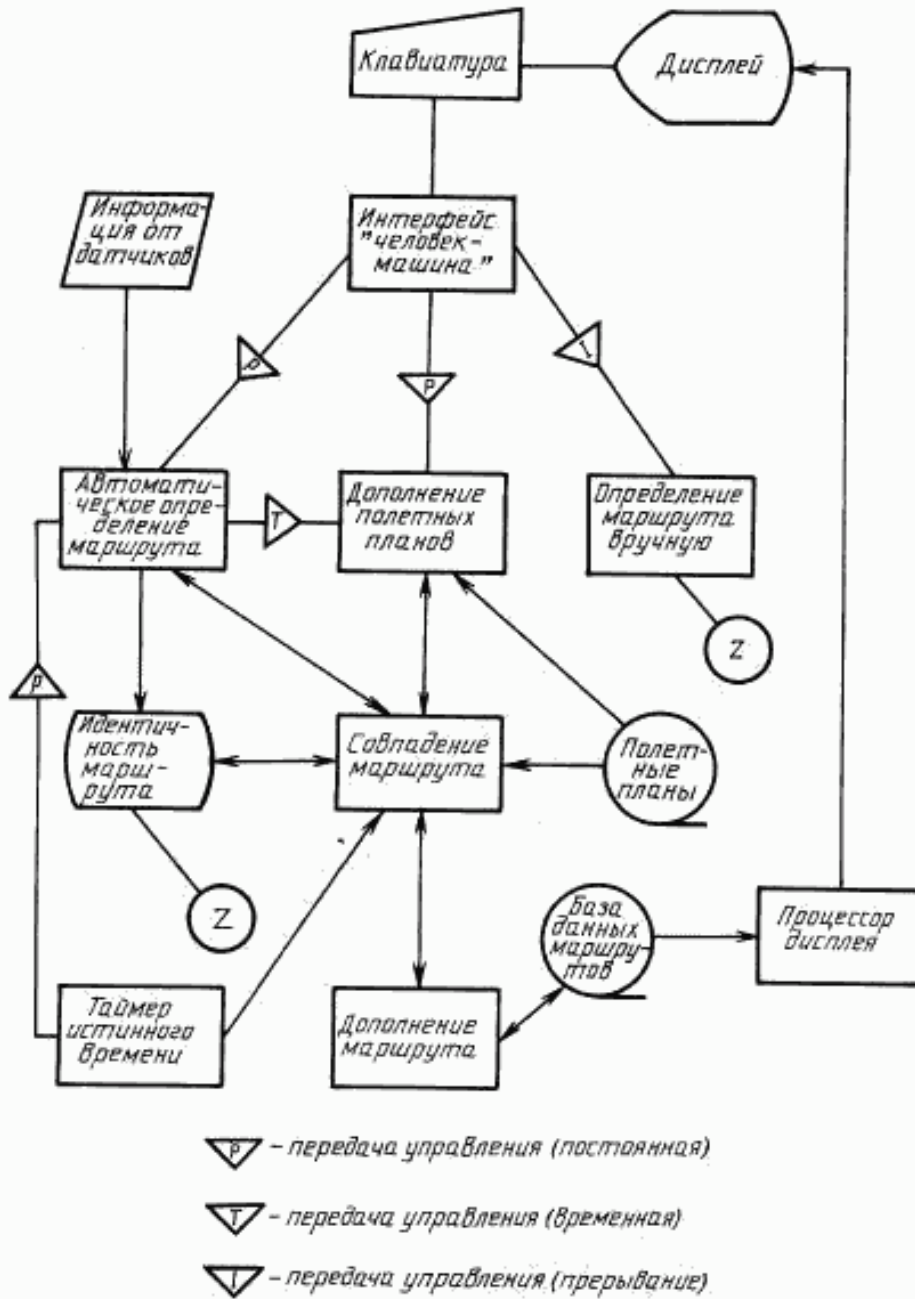 Клавиатура
Дисплей
Информа-
ция от
датчиков
Интерфейс
"человек-
машина"
P
P
I
Автомати-
ческое опре-
деление
маршрута
T
Дополнение
полетных
планов
Определение
маршрута
вручную
Z
P
Идентич-
ность
марш-
рута
Совпадение
маршрута
Полет-
ные
планы
Z
База
данных
маршру-
тов
Процессор
дисплея
Таймер
истинного
времени
Дополнение
маршрута
P – передача управления (постоянная)
T – передача управления (временная)
I – передача управления (прерывание)